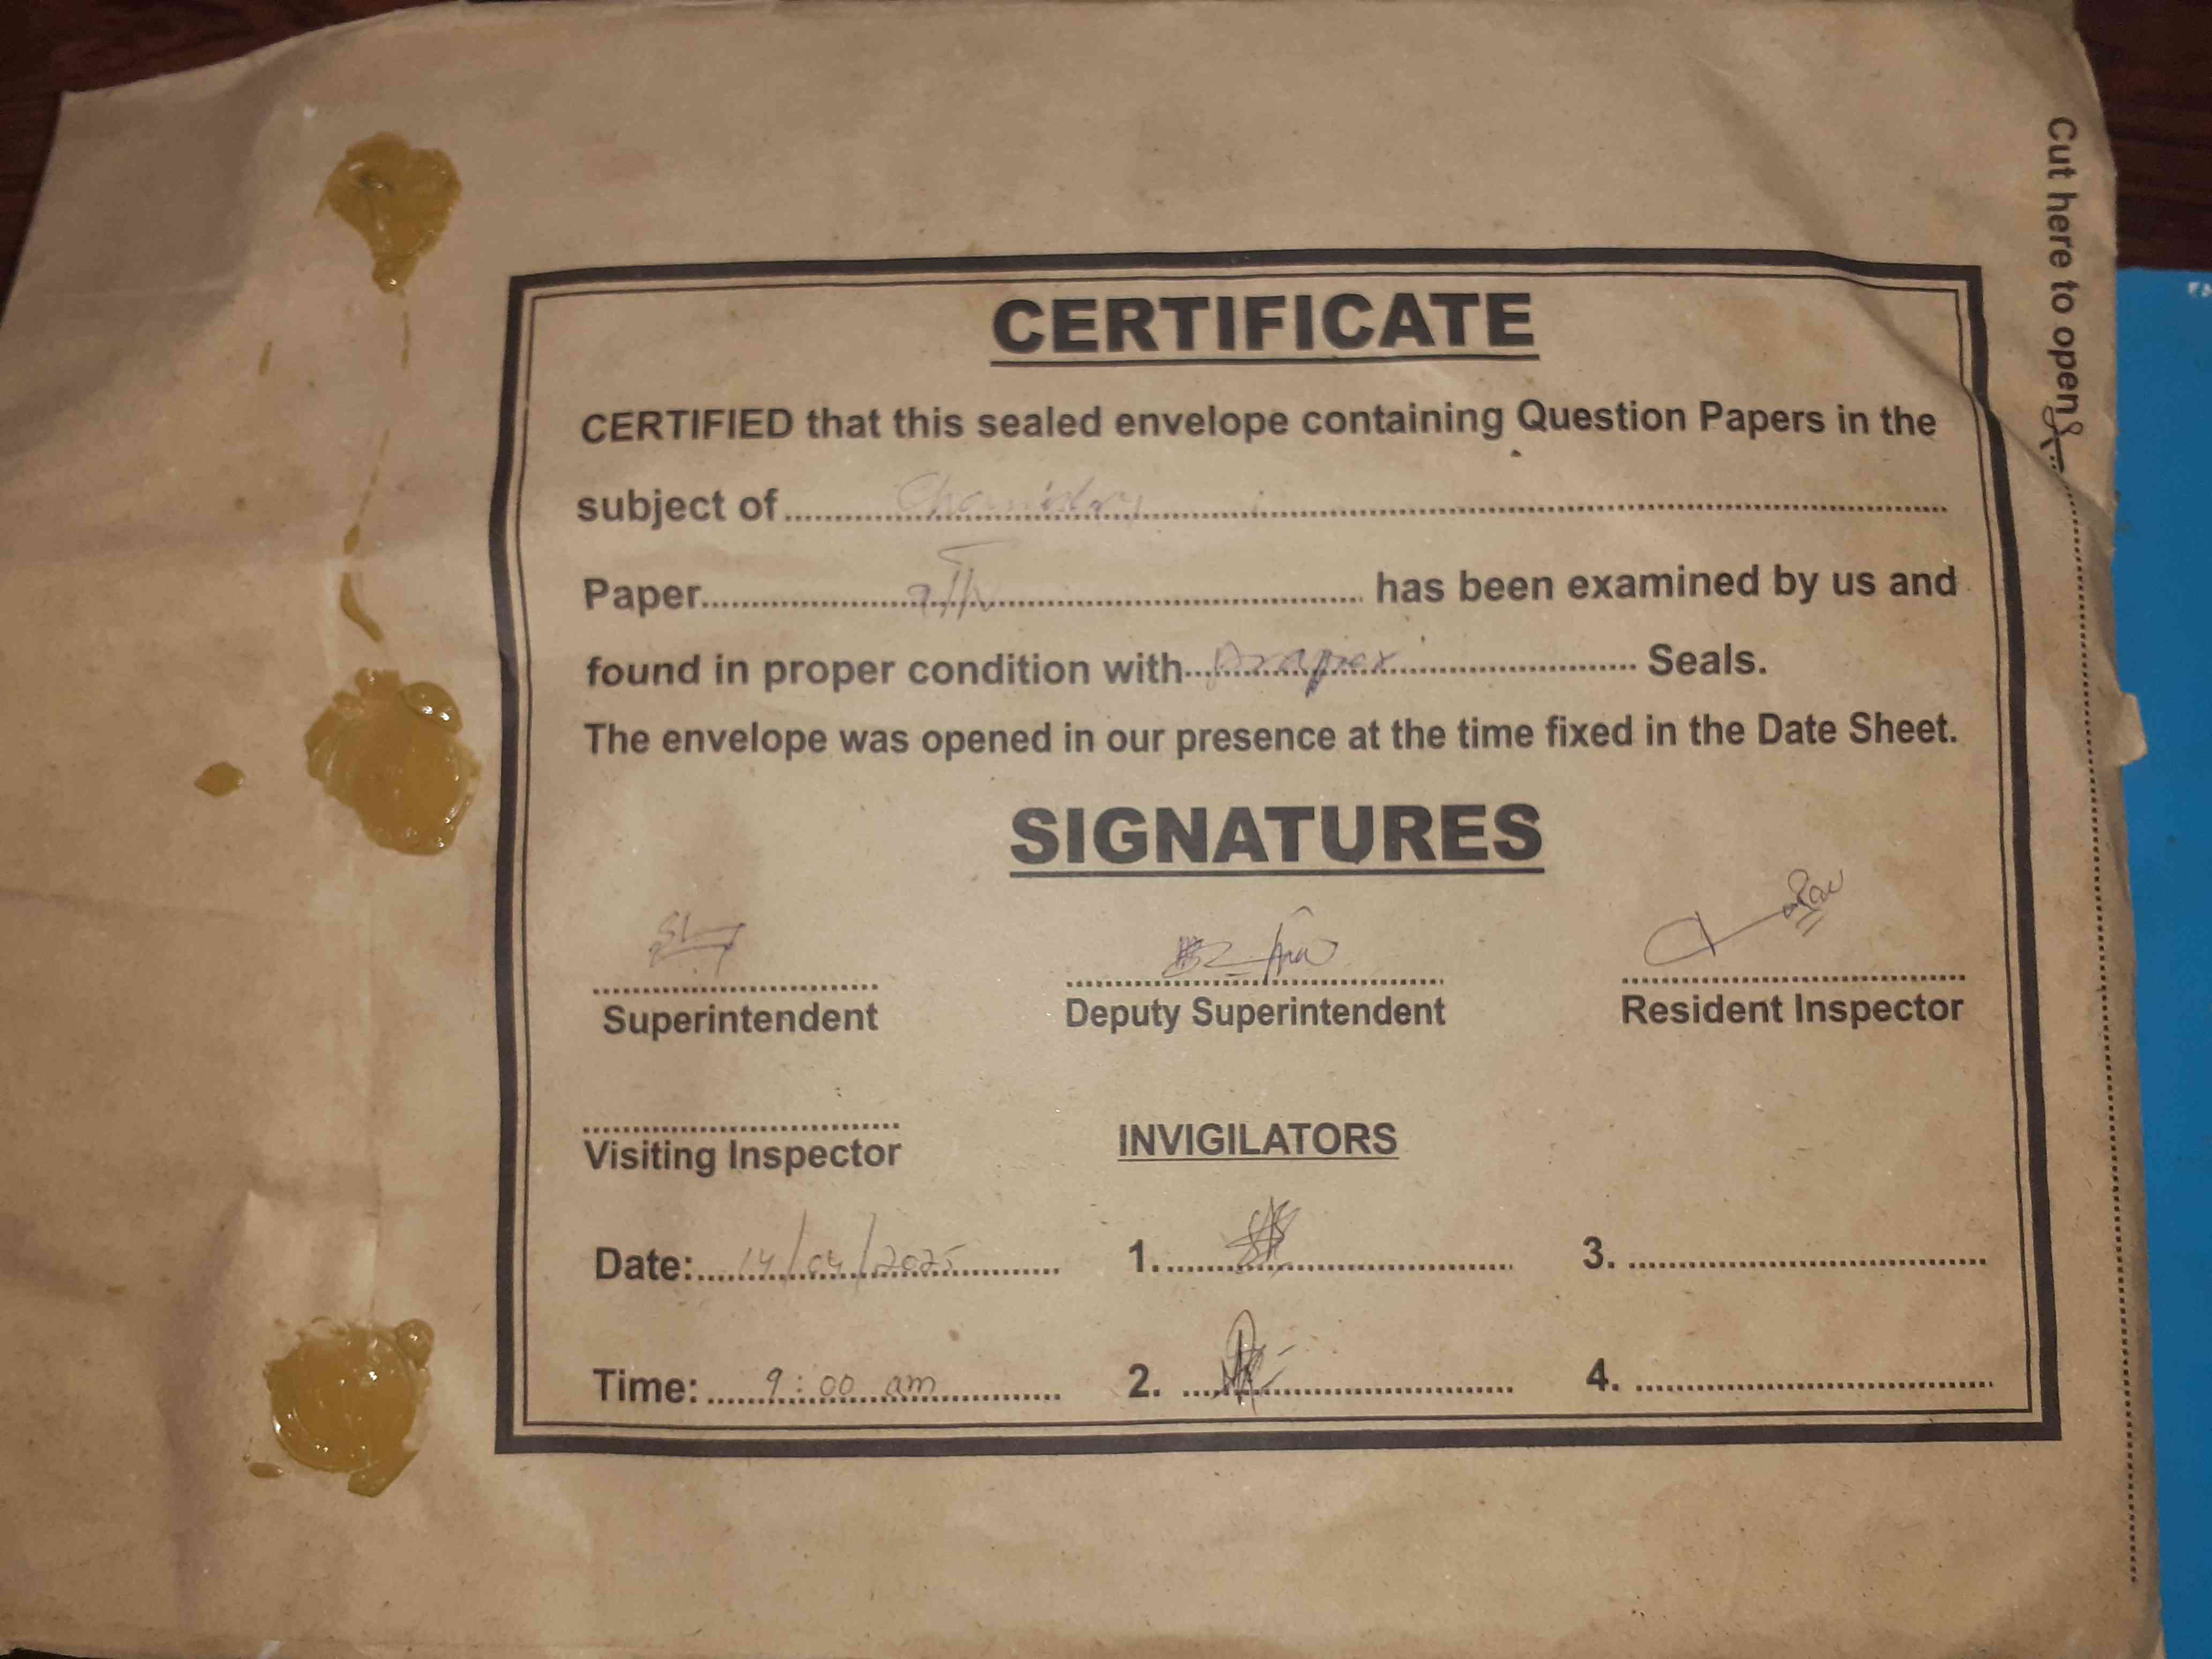 Cut here to open
CERTIFICATE
CERTIFIED that this sealed envelope containing Question Papers in the
subject of Chemistry
Paper 9th has been examined by us and
found in proper condition with Seals.
The envelope was opened in our presence at the time fixed in the Date Sheet.
SIGNATURES
Superintendent Deputy Superintendent Resident Inspector
Visiting Inspector INVIGILATORS
Date: 14/04/2025 1. 3.
Time: 9:00 am 2. 4.